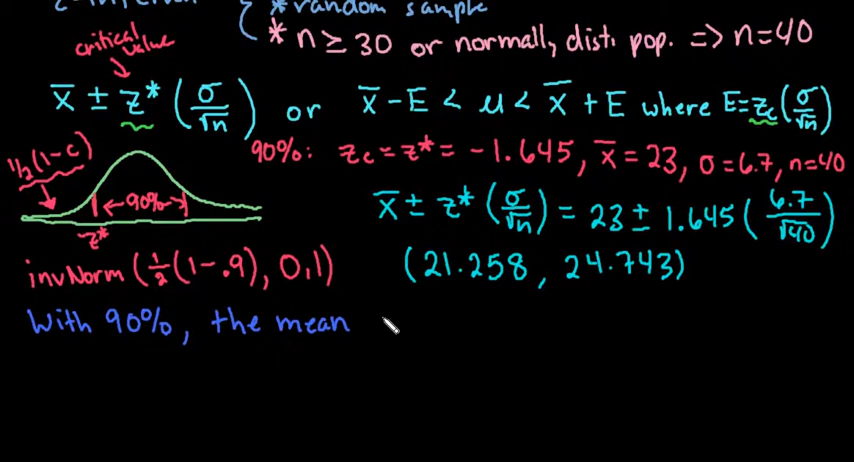 * random sample
* n ≥ 30 or normally dist. pop. => n=40
critical value
x̄ ± z* (σ/√n) or x̄ - E < μ < x̄ + E where E=zc(σ/√n)
1/2(1-c)
90%: zc = z* = -1.645, x̄ = 23, σ=6.7, n=40
90%
z*
x̄ ± z* (σ/√n) = 23 ± 1.645 (6.7/√40)
invNorm (1/2(1-.9), 0,1)
(21.258, 24.743)
With 90%, the mean